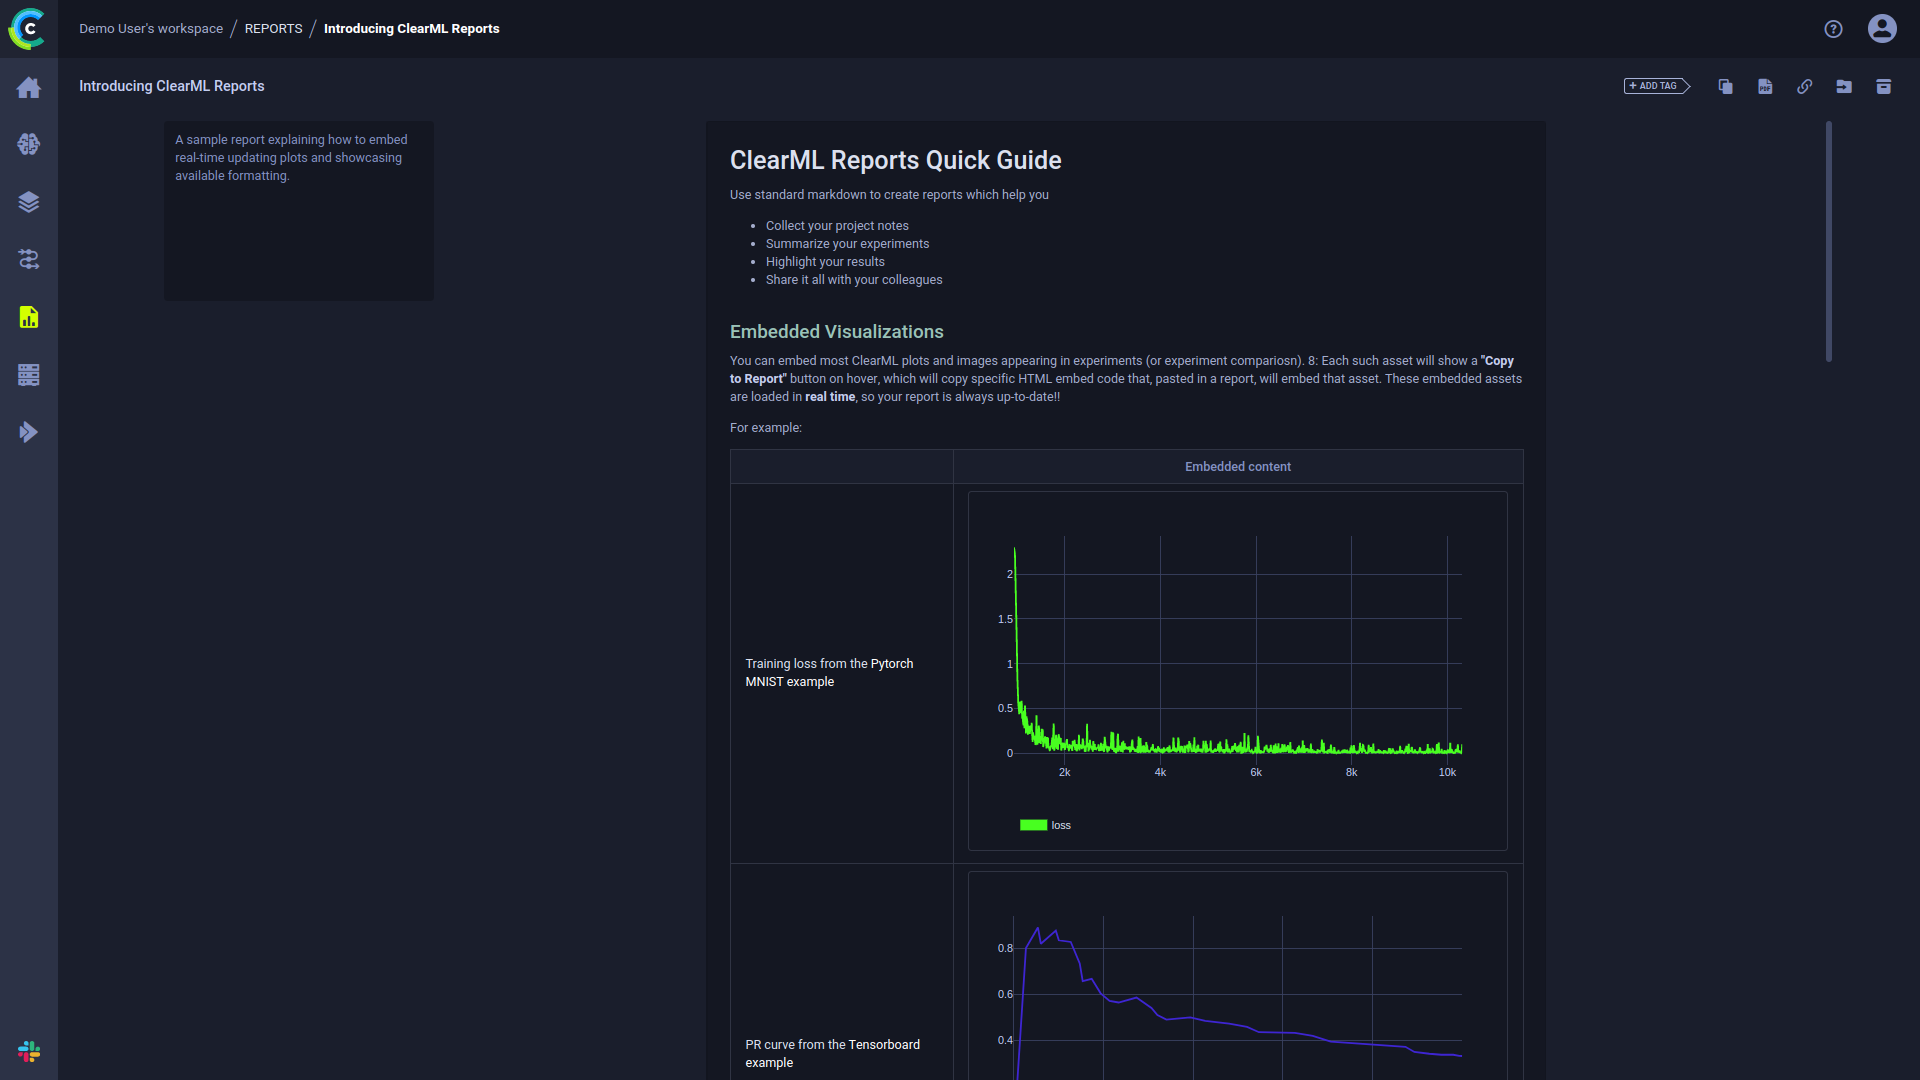 Demo User's workspace / REPORTS / Introducing ClearML Reports
Introducing ClearML Reports
+ ADD TAG
PDF
A sample report explaining how to embed
real-time updating plots and showcasing
available formatting.
ClearML Reports Quick Guide
Use standard markdown to create reports which help you
• Collect your project notes
• Summarize your experiments
• Highlight your results
• Share it all with your colleagues
Embedded Visualizations
You can embed most ClearML plots and images appearing in experiments (or experiment compariosn). 8: Each such asset will show a "Copy
to Report" button on hover, which will copy specific HTML embed code that, pasted in a report, will embed that asset. These embedded assets
are loaded in real time, so your report is always up-to-date!!
For example:
Embedded content
Training loss from the Pytorch
MNIST example
2
1.5
1
0.5
0
2k 4k 6k 8k 10k
loss
PR curve from the Tensorboard
example
0.8
0.6
0.4